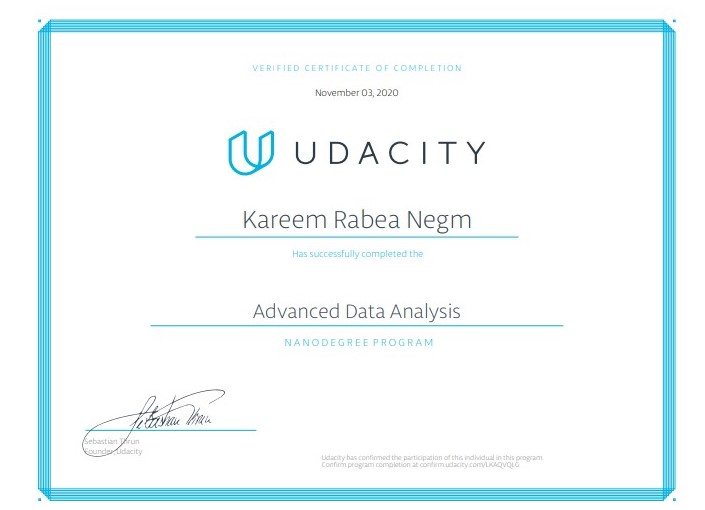 VERIFIED CERTIFICATE OF COMPLETION
November 03, 2020
UDACITY
Kareem Rabea Negm
Has successfully completed the
Advanced Data Analysis
NANODEGREE PROGRAM
Sebastian Thrun
Sebastian Thrun
Founder, Udacity
Udacity has confirmed the participation of this individual in this program.
Confirm program completion at confirm.udacity.com/LKAQVQLG